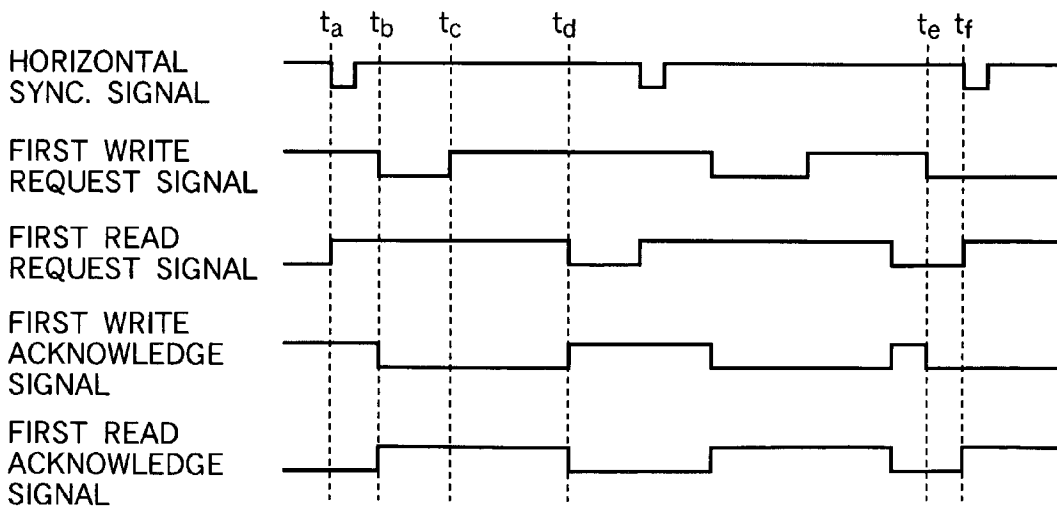 ta tb tc td te tf
HORIZONTAL
SYNC. SIGNAL
FIRST WRITE
REQUEST SIGNAL
FIRST READ
REQUEST SIGNAL
FIRST WRITE
ACKNOWLEDGE
SIGNAL
FIRST READ
ACKNOWLEDGE
SIGNAL